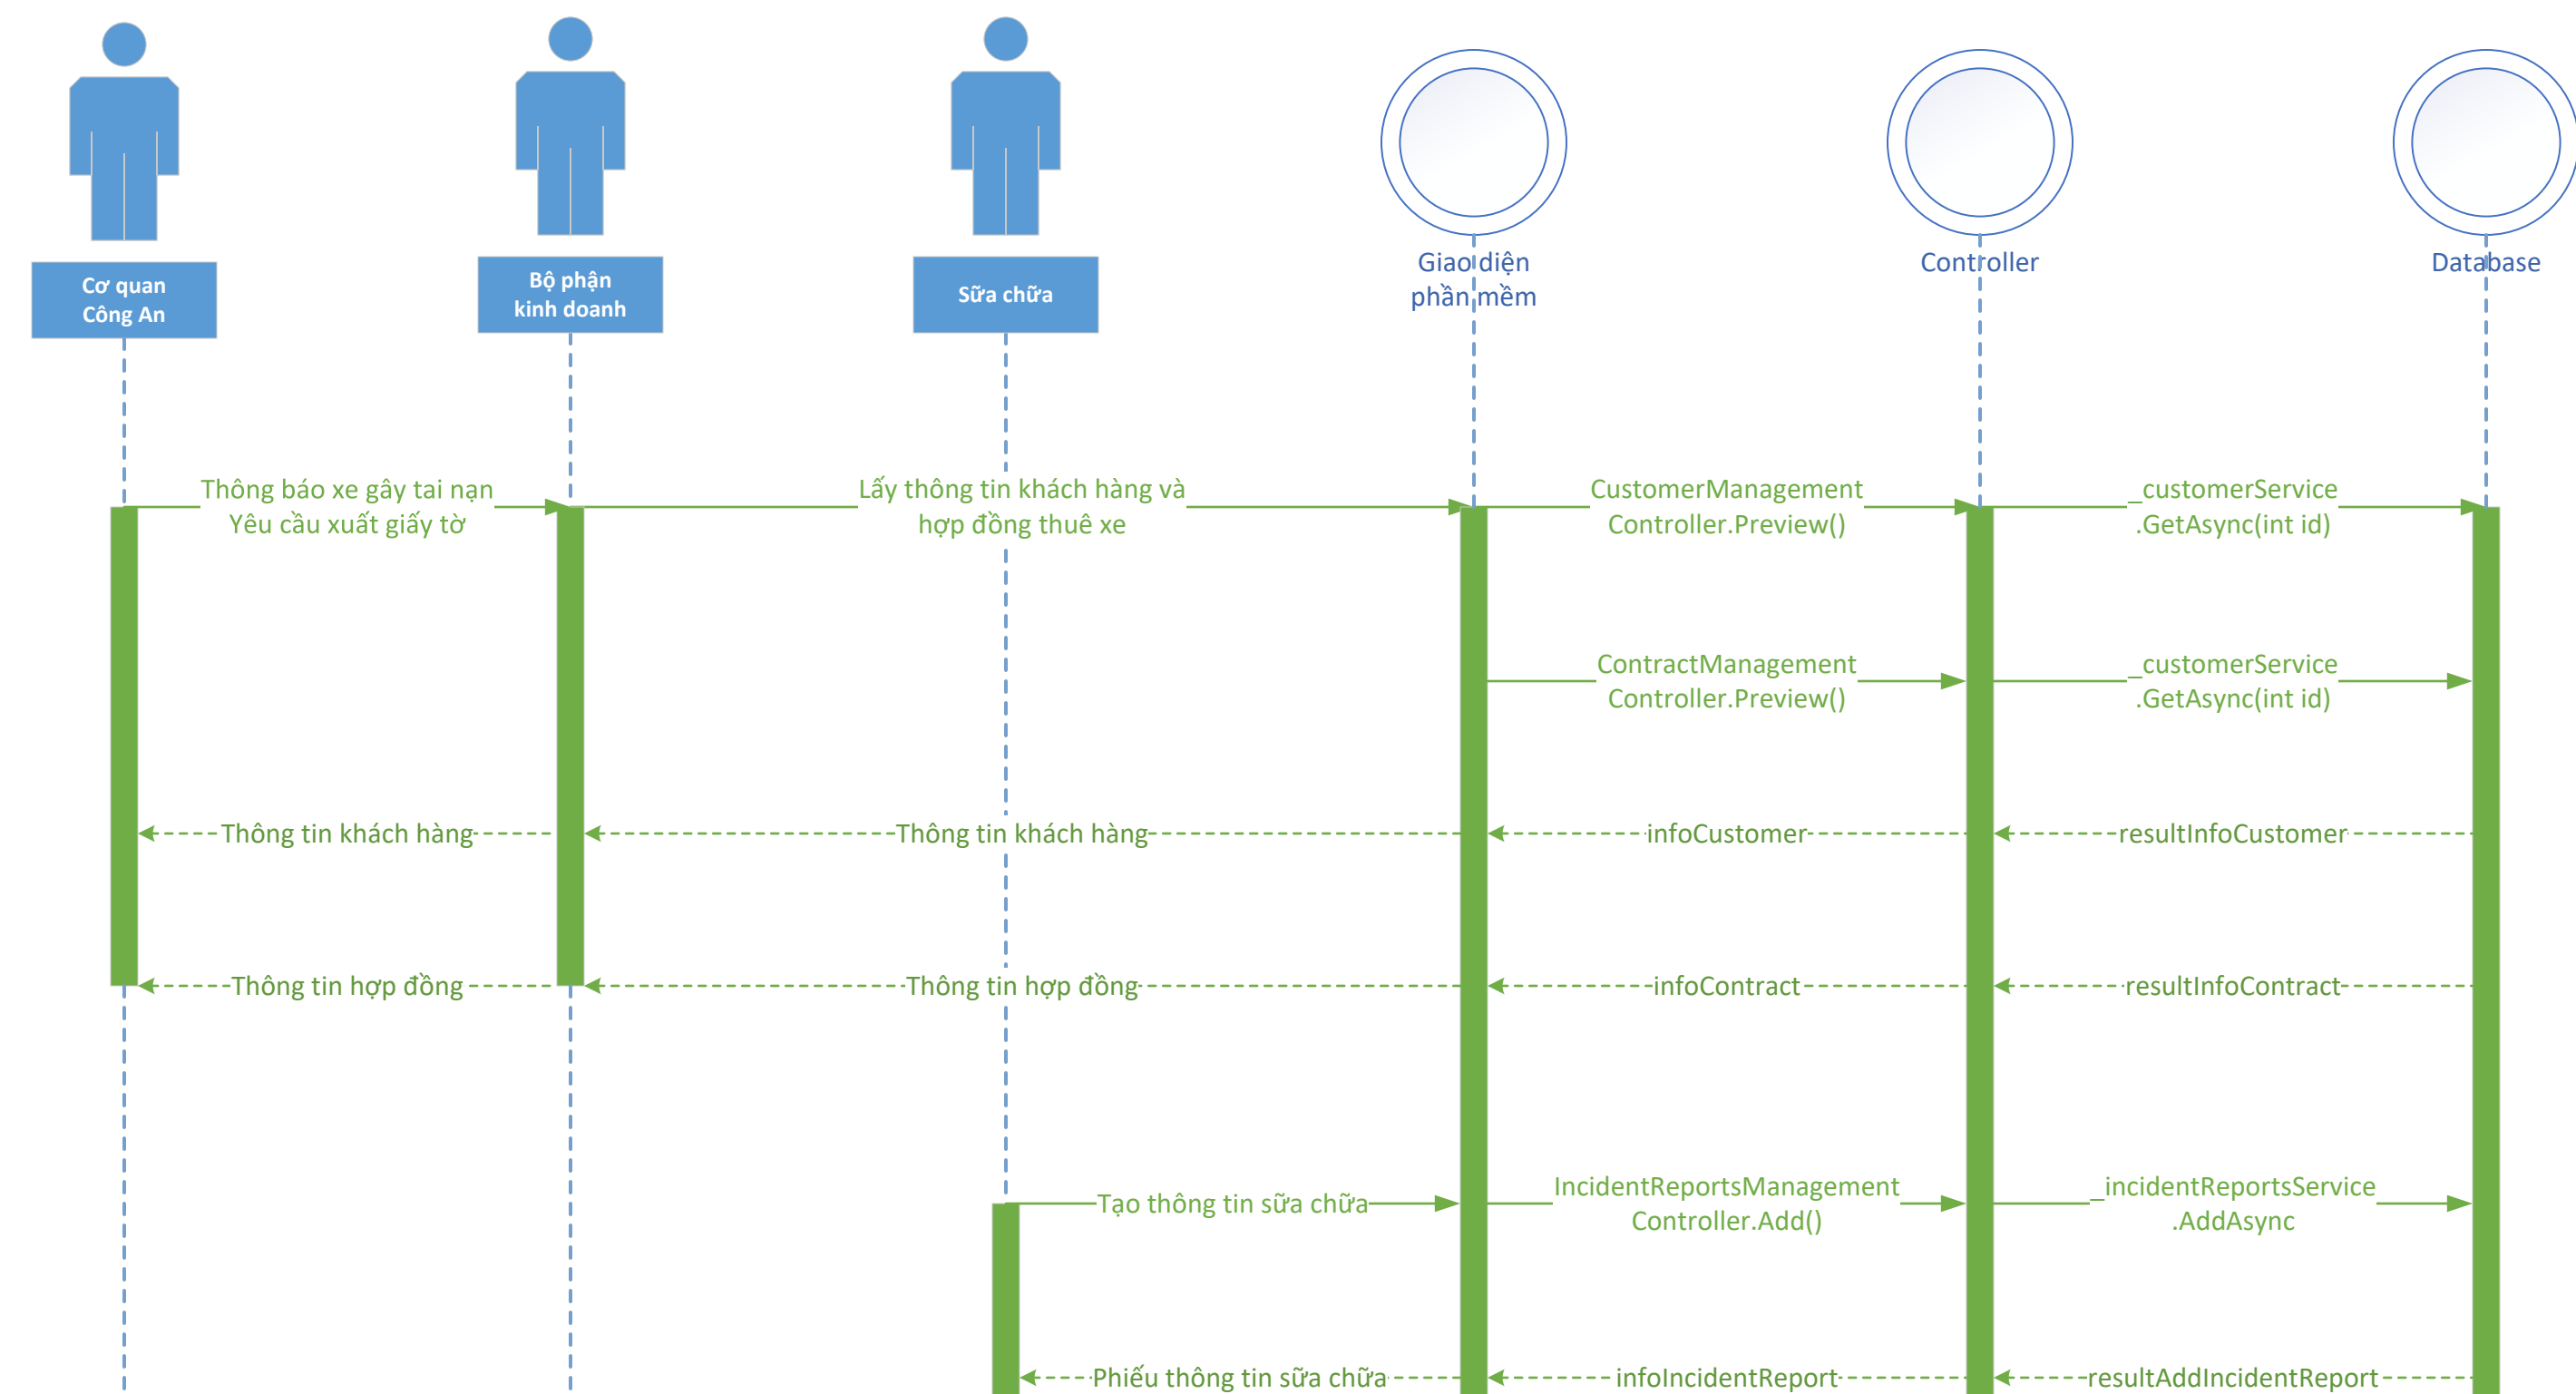 Cơ quan
Công An
Bộ phận
kinh doanh
Sữa chữa
Giao diện
phần mềm
Controller
Database
Thông báo xe gây tai nạn
Yêu cầu xuất giấy tờ
Lấy thông tin khách hàng và
hợp đồng thuê xe
CustomerManagement
Controller.Preview()
_customerService
.GetAsync(int id)
ContractManagement
Controller.Preview()
_customerService
.GetAsync(int id)
Thông tin khách hàng
Thông tin khách hàng
infoCustomer
resultInfoCustomer
Thông tin hợp đồng
Thông tin hợp đồng
infoContract
resultInfoContract
Tạo thông tin sữa chữa
IncidentReportsManagement
Controller.Add()
_incidentReportsService
.AddAsync
Phiếu thông tin sữa chữa
infoIncidentReport
resultAddIncidentReport